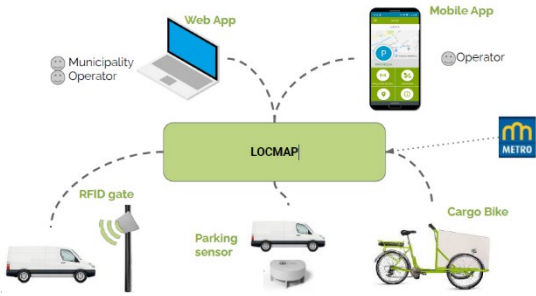 Web App
Mobile App
Municipality
Operator
Operator
P
LOCMAP
METRO
RFID gate
Parking
sensor
Cargo Bike